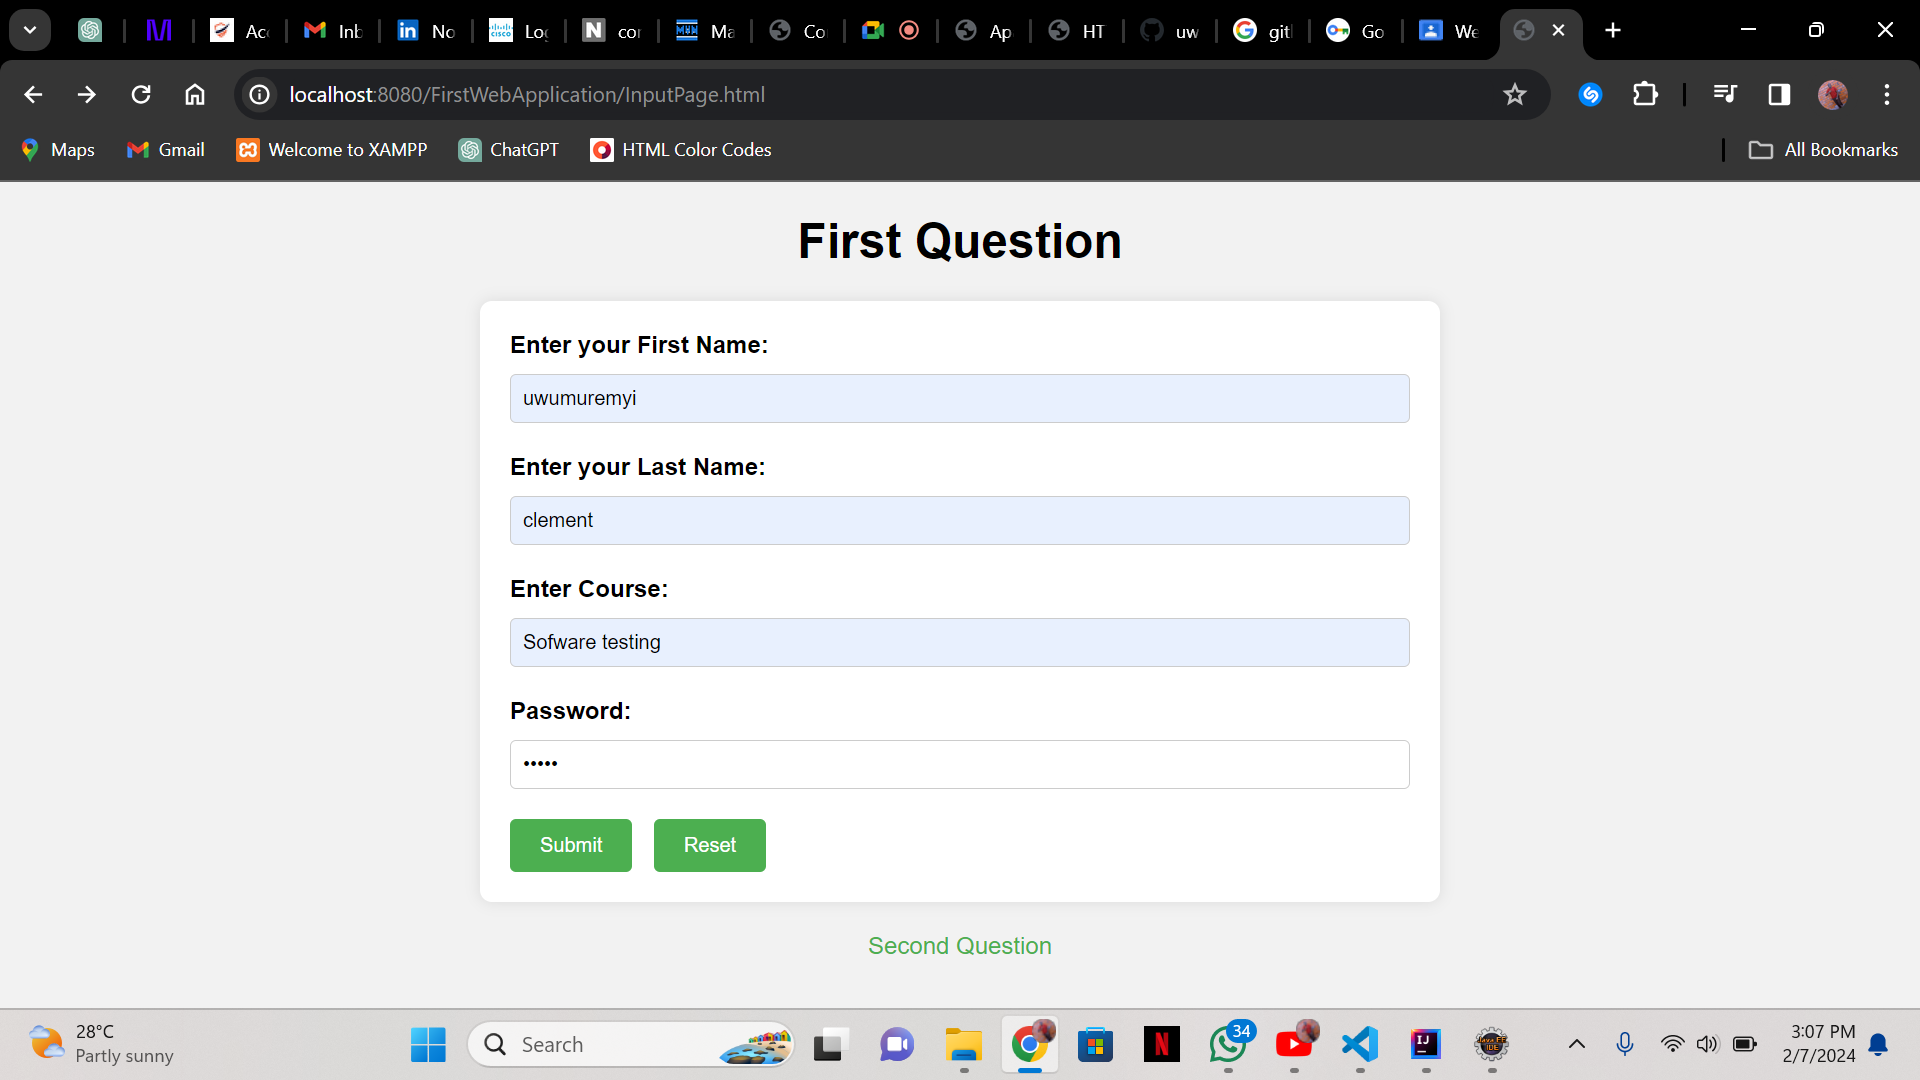 Acc
Inb
No
Log
cor
Ma
Co
Ap
HT
uw
git
Go
We
localhost:8080/FirstWebApplication/InputPage.html
Maps
Gmail
Welcome to XAMPP
ChatGPT
HTML Color Codes
All Bookmarks
First Question
Enter your First Name:
uwumuremyi
Enter your Last Name:
clement
Enter Course:
Sofware testing
Password:
•••••
Submit
Reset
Second Question
28°C
Partly sunny
Search
34
3:07 PM
2/7/2024